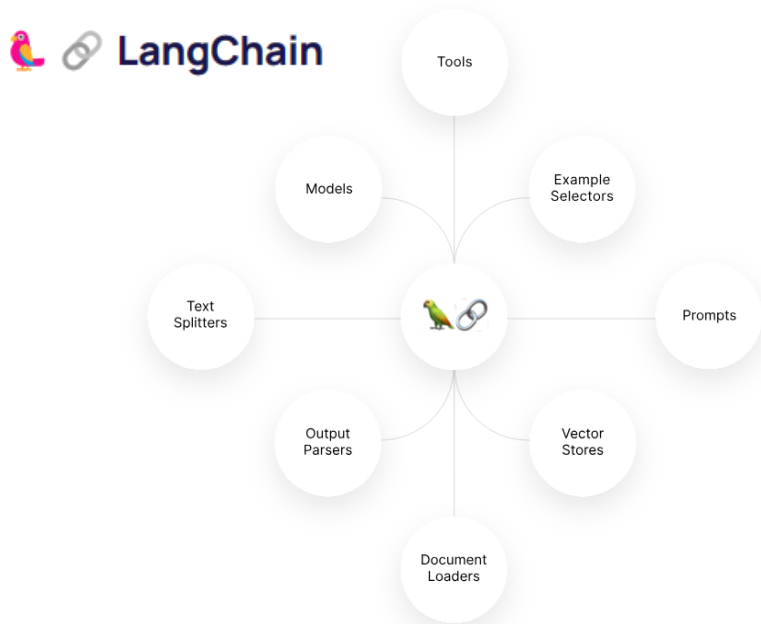 LangChain
Tools
Models
Example
Selectors
Text
Splitters
Prompts
Output
Parsers
Vector
Stores
Document
Loaders